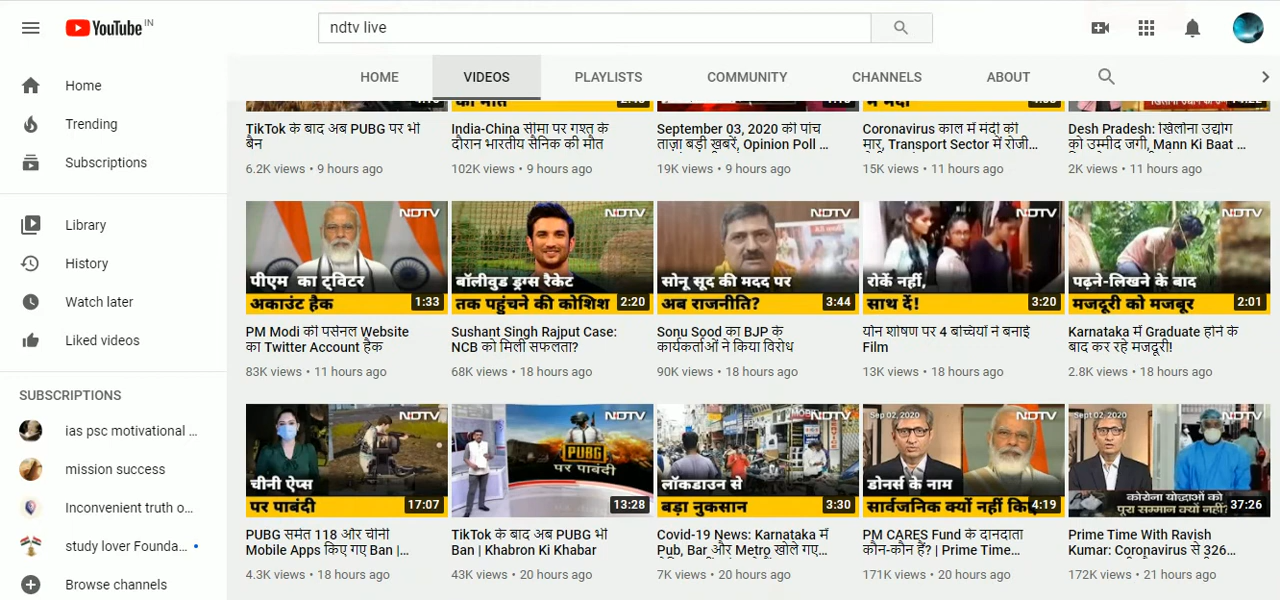 YouTube IN
ndtv live
HOME
VIDEOS
PLAYLISTS
COMMUNITY
CHANNELS
ABOUT
Home
Trending
Subscriptions
Library
History
Watch later
Liked videos
SUBSCRIPTIONS
ias psc motivational ...
mission success
Inconvenient truth o...
study lover Founda...
Browse channels
TikTok के बाद अब PUBG पर भी
बैन
6.2K views • 9 hours ago
India-China सीमा पर गश्त के
दौरान भारतीय सैनिक की मौत
102K views • 9 hours ago
September 03, 2020 की पांच
ताज़ा बड़ी ख़बरें, Opinion Poll ...
19K views • 9 hours ago
Coronavirus काल में मंदी की
मार, Transport Sector में रोजी...
15K views • 11 hours ago
Desh Pradesh: खिलौना उद्योग
को उम्मीद जगी, Mann Ki Baat ...
2K views • 11 hours ago
NDTV
पीएम का ट्विटर
अकाउंट हैक
1:33
PM Modi की पर्सनल Website
का Twitter Account हैक
83K views • 11 hours ago
NDTV
बॉलीवुड ड्रग्स रैकेट
तक पहुंचने की कोशिश
2:20
Sushant Singh Rajput Case:
NCB को मिली सफलता?
68K views • 18 hours ago
NDTV
सोनू सूद की मदद पर
अब राजनीति?
3:44
Sonu Sood का BJP के
कार्यकर्ताओं ने किया विरोध
90K views • 18 hours ago
NDTV
रोकें नहीं,
साथ दें!
3:20
यौन शोषण पर 4 बच्चियों ने बनाई
Film
13K views • 18 hours ago
NDTV
पढ़ने-लिखने के बाद
मजदूरी को मजबूर
2:01
Karnataka में Graduate होने के
बाद कर रहे मजदूरी!
2.8K views • 18 hours ago
NDTV
चीनी ऐप्स
पर पाबंदी
17:07
PUBG समेत 118 और चीनी
Mobile Apps किए गए Ban |...
4.3K views • 18 hours ago
NDTV
PUBG
पर पाबंदी
13:28
TikTok के बाद अब PUBG भी
Ban | Khabron Ki Khabar
43K views • 20 hours ago
NDTV
लॉकडाउन से
बड़ा नुकसान
3:30
Covid-19 News: Karnataka में
Pub, Bar और Metro खोले गए...
7K views • 20 hours ago
Sep 02, 2020
NDTV
डोनर्स के नाम
सार्वजनिक क्यों नहीं
4:19
PM CARES Fund के दानदाता
कौन-कौन हैं? | Prime Time...
171K views • 20 hours ago
Sept 02, 2020
NDTV
कोरोना योद्धाओं को
पूरा सम्मान क्यों नहीं?
37:26
Prime Time With Ravish
Kumar: Coronavirus से 326...
172K views • 21 hours ago